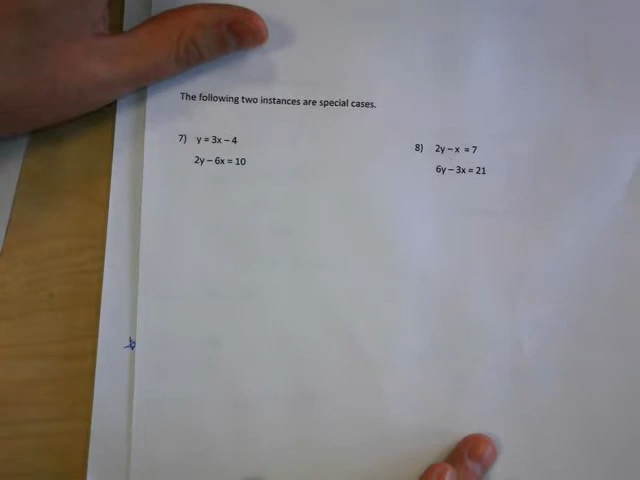 The following two instances are special cases.
7) y = 3x – 4
2y – 6x = 10
8) 2y – x = 7
6y – 3x = 21